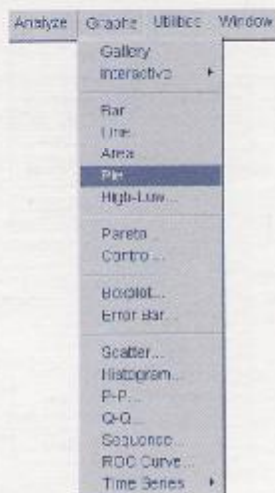 Analyze Graphs Utilities Window
Gallery
Interactive
Bar...
Line...
Area...
Pie...
High-Low...
Pareto...
Control...
Boxplot...
Error Bar...
Scatter...
Histogram...
P-P...
Q-Q...
Sequence...
ROC Curve...
Time Series